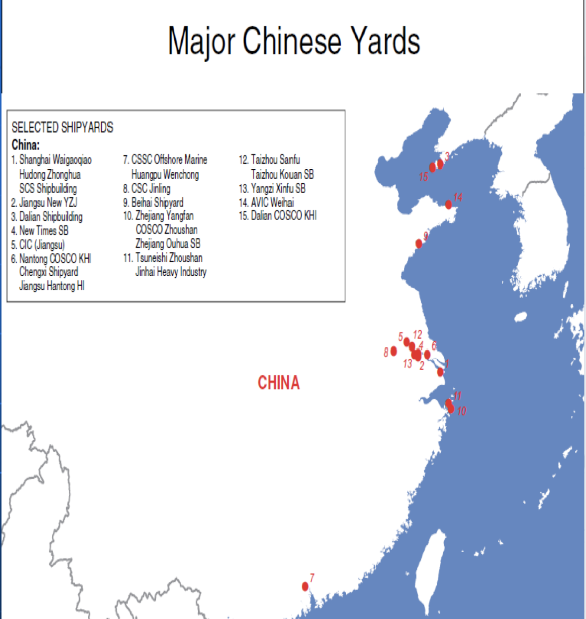 Major Chinese Yards
SELECTED SHIPYARDS
China:
1. Shanghai Waigaoqiao
Hudong Zhonghua
SCS Shipbuilding
2. Jiangsu New YZJ
3. Dalian Shipbuilding
4. New Times SB
5. CIC (Jiangsu)
6. Nantong COSCO KHI
Chengxi Shipyard
Jiangsu Hantong HI
7. CSSC Offshore Marine
Huangpu Wenchong
8. CSC Jinling
9. Beihai Shipyard
10. Zhejiang Yangfan
COSCO Zhoushan
Zhejiang Ouhua SB
11. Tsuneishi Zhoushan
Jinhai Heavy Industry
12. Taizhou Sanfu
Taizhou Kouan SB
13. Yangzi Xinfu SB
14. AVIC Weihai
15. Dalian COSCO KHI
3
15
14
9
5
12
4
6
8
13
2
1
CHINA
11
10
7